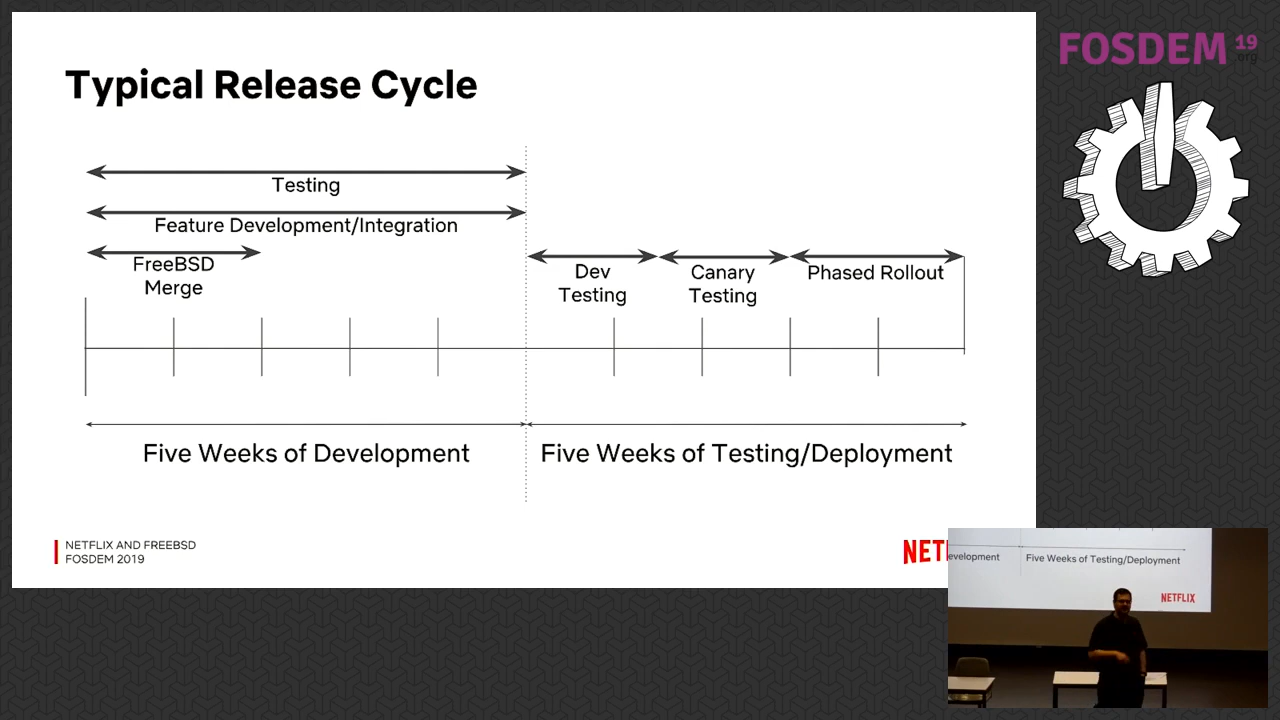 Typical Release Cycle
Testing
Feature Development/Integration
FreeBSD
Merge
Dev
Testing
Canary
Testing
Phased Rollout
Five Weeks of Development
Five Weeks of Testing/Deployment
NETFLIX AND FREEBSD
FOSDEM 2019
NET
FOSDEM 19
.org
evelopment
Five Weeks of Testing/Deployment
NETFLIX